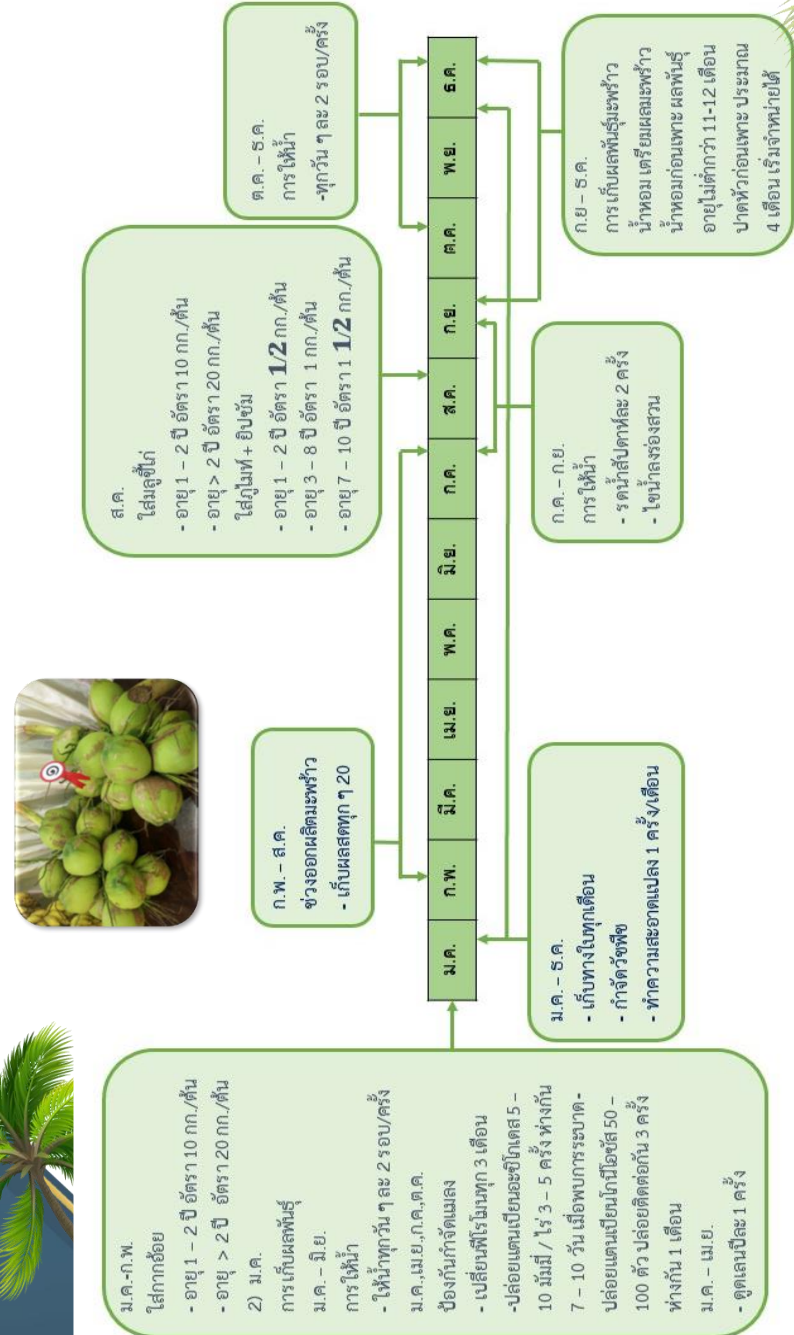 ม.ค.-ก.พ.
ใส่กากอ้อย
- อายุ 1 – 2 ปี อัตรา 10 กก./ต้น
- อายุ > 2 ปี อัตรา 20 กก./ต้น
2) ม.ค.
การเก็บผลพันธุ์
ม.ค. – มิ.ย.
การให้น้ำ
- ให้น้ำทุกวัน ๆ ละ 2 รอบ/ครั้ง
ม.ค.,เม.ย.,ก.ค.,ต.ค.
ป้องกันกำจัดแมลง
- เปลี่ยนฟีโรโมนทุก 3 เดือน
-ปล่อยแตนเบียนอะซิโกเดส 5 –
10 มัมมี่ / ไร่ 3 – 5 ครั้ง ห่างกัน
7 – 10 วัน เมื่อพบการระบาด-
ปล่อยแตนเบียนโกนีโอซัส 50 –
100 ตัว ปล่อยติดต่อกัน 3 ครั้ง
ห่างกัน 1 เดือน
ม.ค. – เม.ย.
- ดูดเลนปีละ 1 ครั้ง
ก.พ. – ส.ค.
ช่วงออกผลิตมะพร้าว
- เก็บผลสดทุก ๆ 20
ส.ค.
ใส่มูลขี้ไก่
- อายุ 1 – 2 ปี อัตรา 10 กก./ต้น
- อายุ > 2 ปี อัตรา 20 กก./ต้น
ใส่ภูไมท์ + ยิปซัม
- อายุ 1 – 2 ปี อัตรา 1/2 กก./ต้น
- อายุ 3 – 8 ปี อัตรา 1 กก./ต้น
- อายุ 7 – 10 ปี อัตรา 1 1/2 กก./ต้น
ต.ค. – ธ.ค.
การให้น้ำ
-ทุกวัน ๆ ละ 2 รอบ/ครั้ง
ม.ค. ก.พ. มี.ค. เม.ย. พ.ค. มิ.ย. ก.ค. ส.ค. ก.ย. ต.ค. พ.ย. ธ.ค.
ม.ค. – ธ.ค.
- เก็บทางใบทุกเดือน
- กำจัดวัชพืช
- ทำความสะอาดแปลง 1 ครั้ง/เดือน
ก.ค. –ก.ย.
การให้น้ำ
- รดน้ำสัปดาห์ละ 2 ครั้ง
- ไขน้ำลงร่องสวน
ก.ย – ธ.ค.
การเก็บผลพันธุ์มะพร้าว
น้ำหอม เตรียมผลมะพร้าว
น้ำหอมก่อนเพาะ ผลพันธุ์
อายุไม่ต่ำกว่า 11-12 เดือน
ปาดหัวก่อนเพาะ ประมาณ
4 เดือน เริ่มจำหน่ายได้